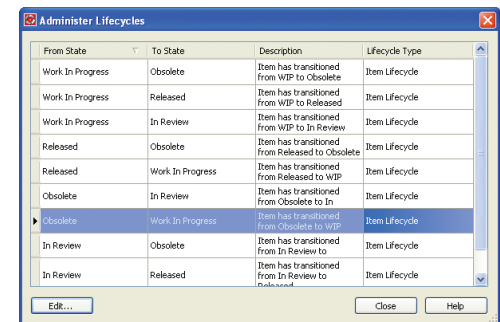 Administer Lifecycles
From State To State Description Lifecycle Type
Work In Progress Obsolete Item has transitioned Item Lifecycle
from WIP to Obsolete
Work In Progress Released Item has transitioned Item Lifecycle
from WIP to Released
Work In Progress In Review Item has transitioned Item Lifecycle
from WIP to In Review
Released Obsolete Item has transitioned Item Lifecycle
from Released to Obsolete
Released Work In Progress Item has transitioned Item Lifecycle
from Released to WIP
Obsolete In Review Item has transitioned Item Lifecycle
from Obsolete to In
Obsolete Work In Progress Item has transitioned Item Lifecycle
from Obsolete to WIP
In Review Obsolete Item has transitioned Item Lifecycle
from In Review to
In Review Released Item has transitioned Item Lifecycle
from In Review to
Released
Edit... Close Help